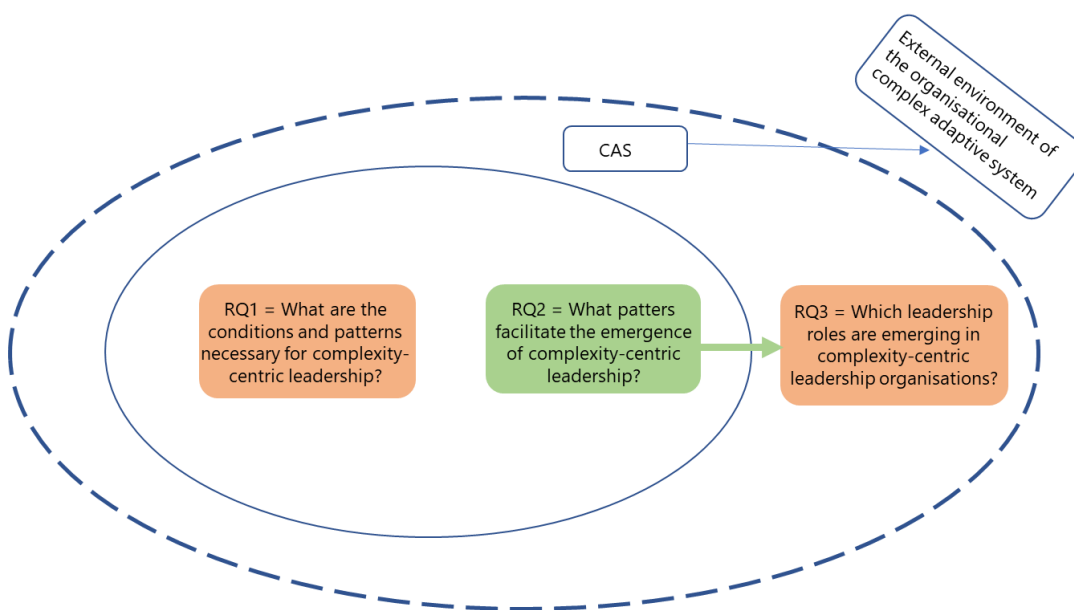 External environment of
the organisational
complex adaptive system
CAS
RQ1 = What are the
conditions and patterns
necessary for complexity-
centric leadership?
RQ2 = What patters
facilitate the emergence
of complexity-centric
leadership?
RQ3 = Which leadership
roles are emerging in
complexity-centric
leadership organisations?